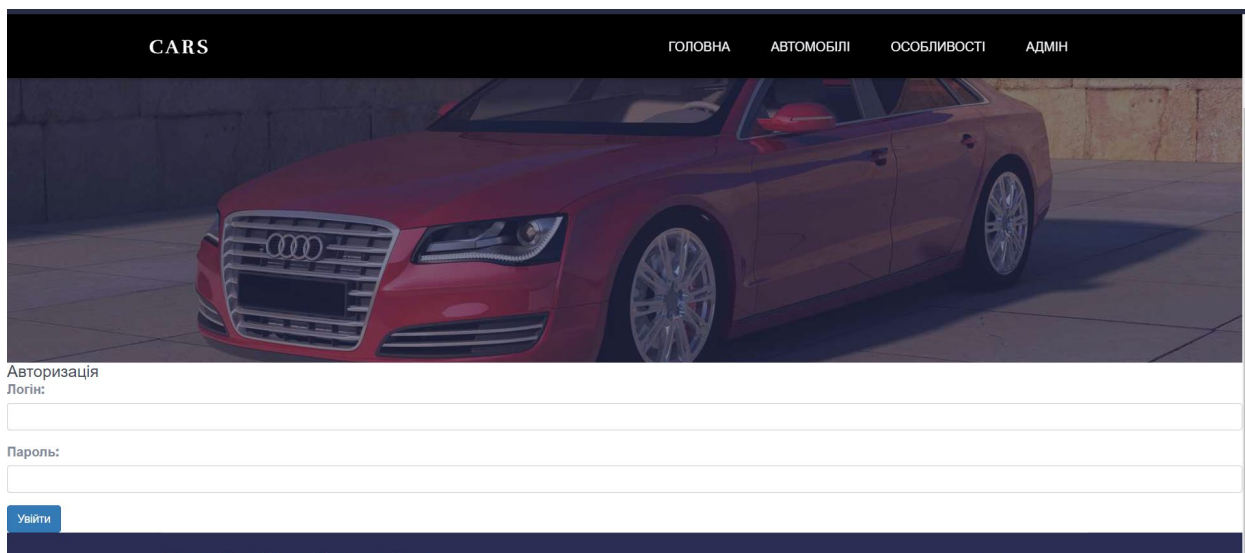 CARS
ГОЛОВНА АВТОМОБІЛІ ОСОБЛИВОСТІ АДМІН
Авторизація
Логін:
Пароль:
Увійти